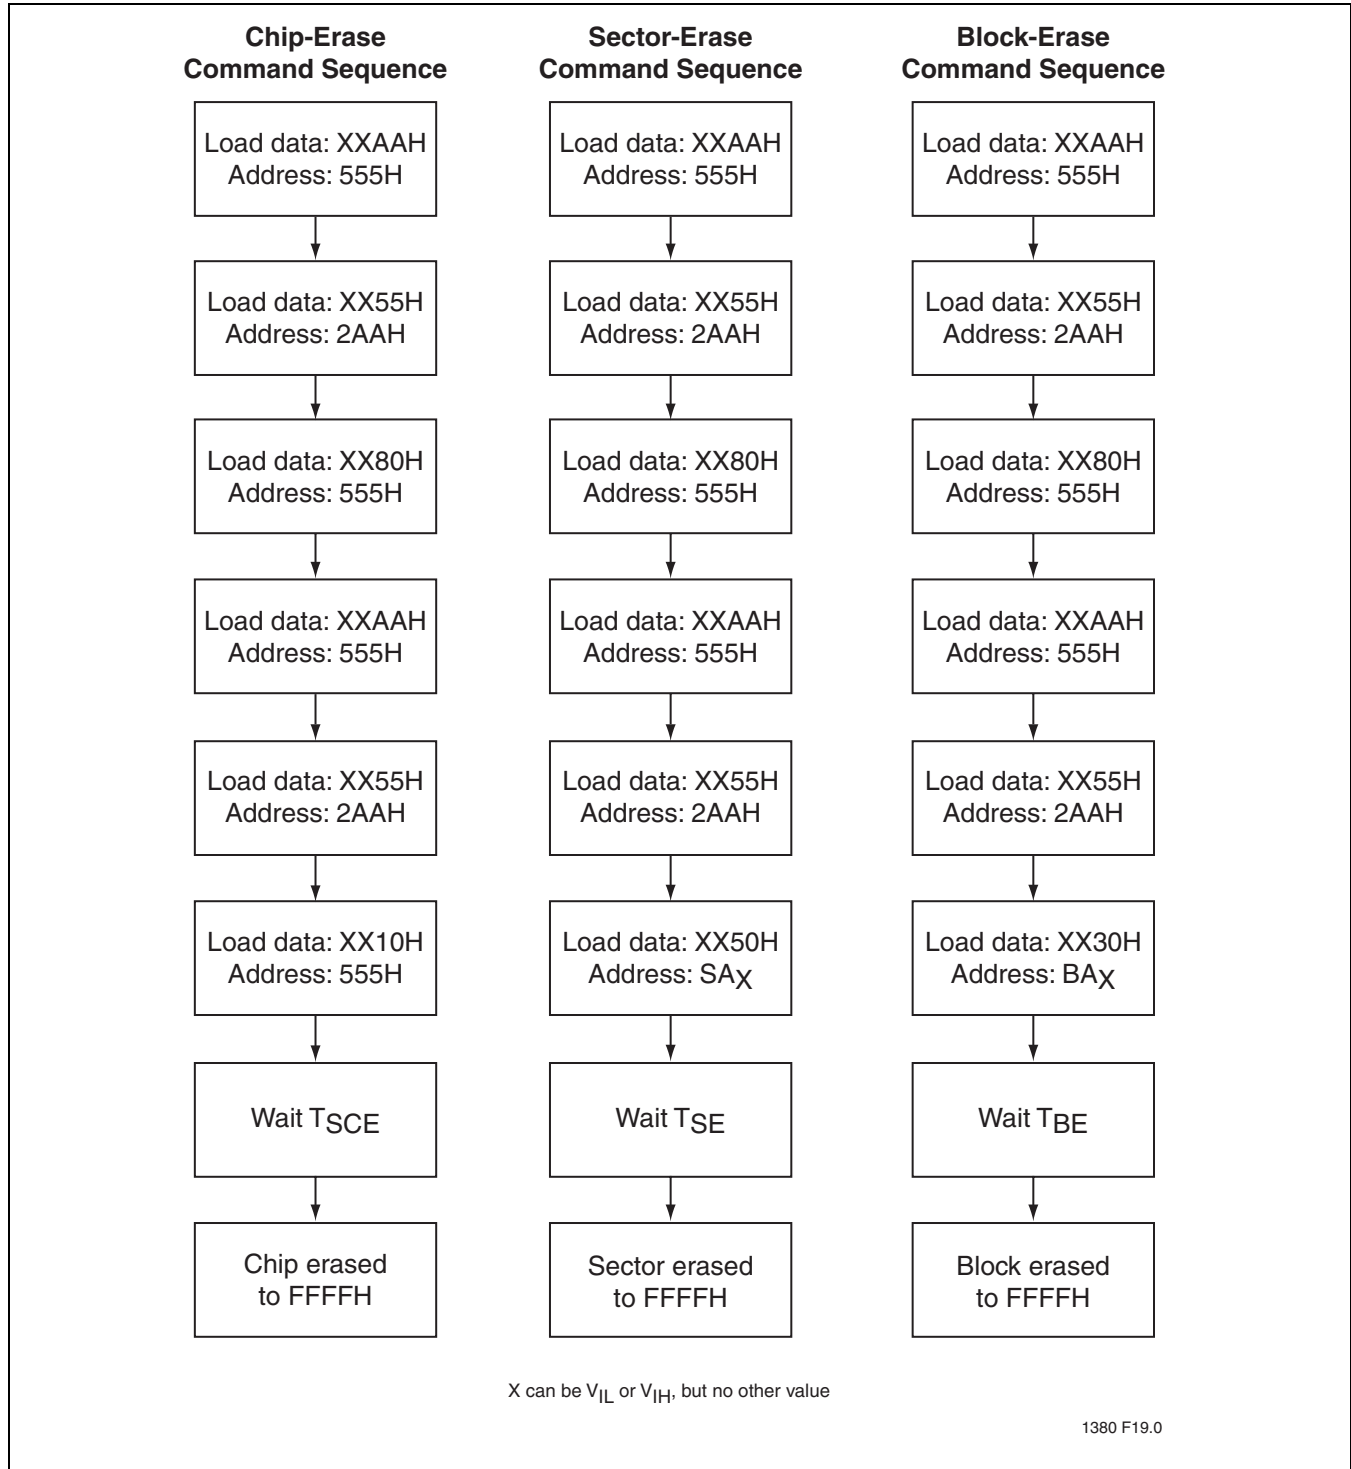 Chip-Erase
Command Sequence
Load data: XXAAH
Address: 555H
Load data: XX55H
Address: 2AAH
Load data: XX80H
Address: 555H
Load data: XXAAH
Address: 555H
Load data: XX55H
Address: 2AAH
Load data: XX10H
Address: 555H
Wait TSCE
Chip erased
to FFFFH
Sector-Erase
Command Sequence
Load data: XXAAH
Address: 555H
Load data: XX55H
Address: 2AAH
Load data: XX80H
Address: 555H
Load data: XXAAH
Address: 555H
Load data: XX55H
Address: 2AAH
Load data: XX50H
Address: SAX
Wait TSE
Sector erased
to FFFFH
Block-Erase
Command Sequence
Load data: XXAAH
Address: 555H
Load data: XX55H
Address: 2AAH
Load data: XX80H
Address: 555H
Load data: XXAAH
Address: 555H
Load data: XX55H
Address: 2AAH
Load data: XX30H
Address: BAX
Wait TBE
Block erased
to FFFFH
X can be VIL or VIH, but no other value
1380 F19.0